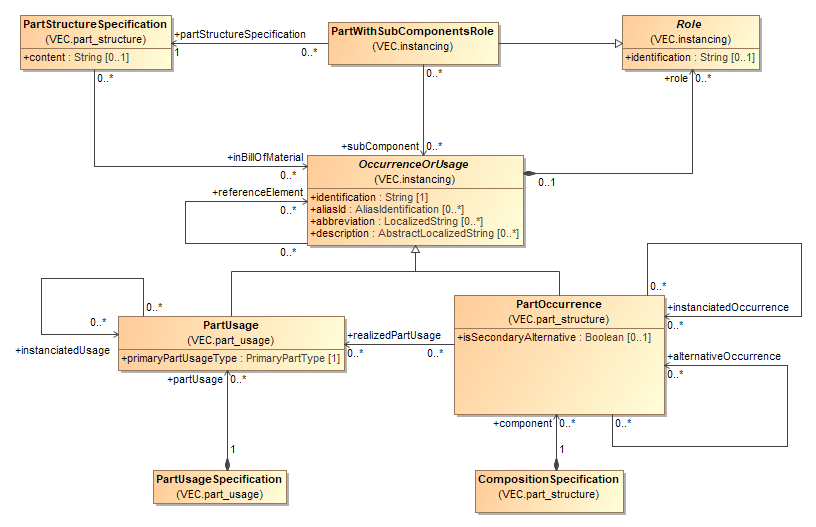 PartStructureSpecification
(VEC.part_structure)
+content : String [0..1]
+partStructureSpecification
1
0..*
PartWithSubComponentsRole
(VEC.instancing)
Role
(VEC.instancing)
+identification : String [0..1]
0..*
0..*
+role
0..*
+subComponent
0..*
+inBillOfMaterial
0..*
OccurrenceOrUsage
(VEC.instancing)
+identification : String [1]
+aliasId : AliasIdentification [0..*]
+abbreviation : LocalizedString [0..*]
+description : AbstractLocalizedString [0..*]
0..1
+referenceElement
0..*
0..*
0..*
0..*
+instanciatedUsage
PartUsage
(VEC.part_usage)
+primaryPartUsageType : PrimaryPartType [1]
+realizedPartUsage
0..*
0..*
PartOccurrence
(VEC.part_structure)
+isSecondaryAlternative : Boolean [0..1]
0..*
+instanciatedOccurrence
0..*
+alternativeOccurrence
0..*
0..*
+partUsage
0..*
1
PartUsageSpecification
(VEC.part_usage)
+component
0..*
1
CompositionSpecification
(VEC.part_structure)